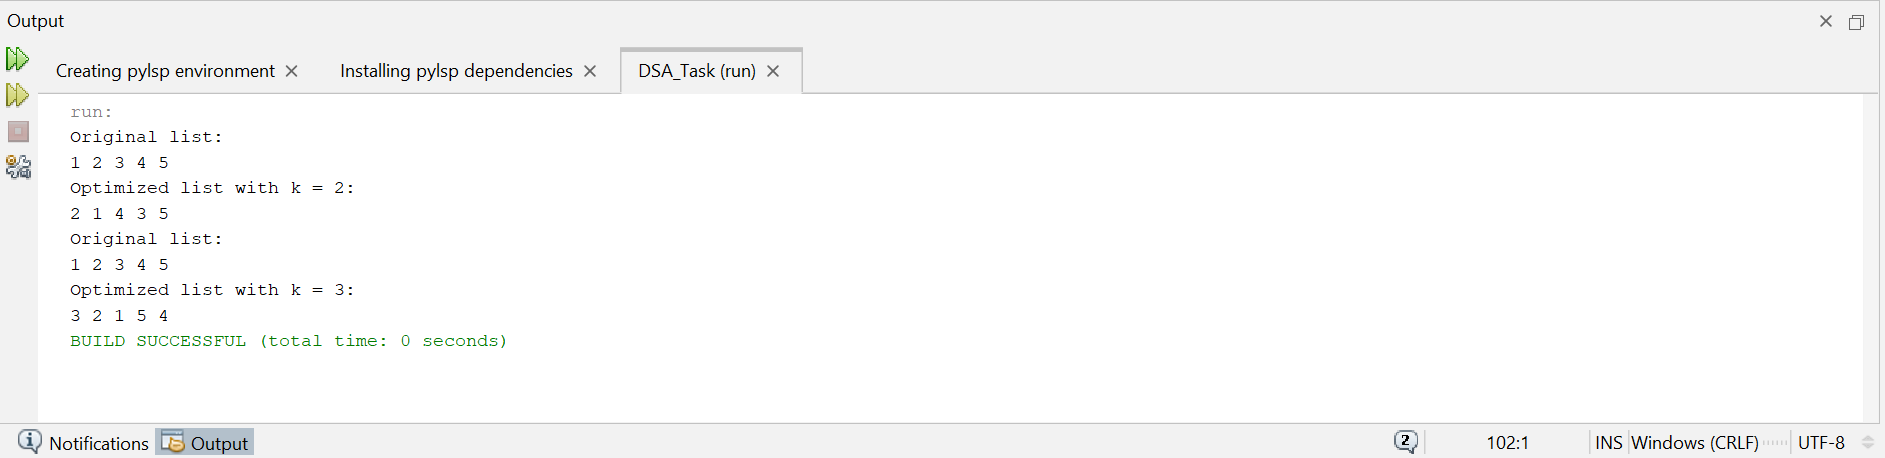 Output
Creating pylsp environment Installing pylsp dependencies DSA_Task (run)
run:
Original list:
1 2 3 4 5
Optimized list with k = 2:
2 1 4 3 5
Original list:
1 2 3 4 5
Optimized list with k = 3:
3 2 1 5 4
BUILD SUCCESSFUL (total time: 0 seconds)
Notifications Output 2 102:1 INS Windows (CRLF) UTF-8